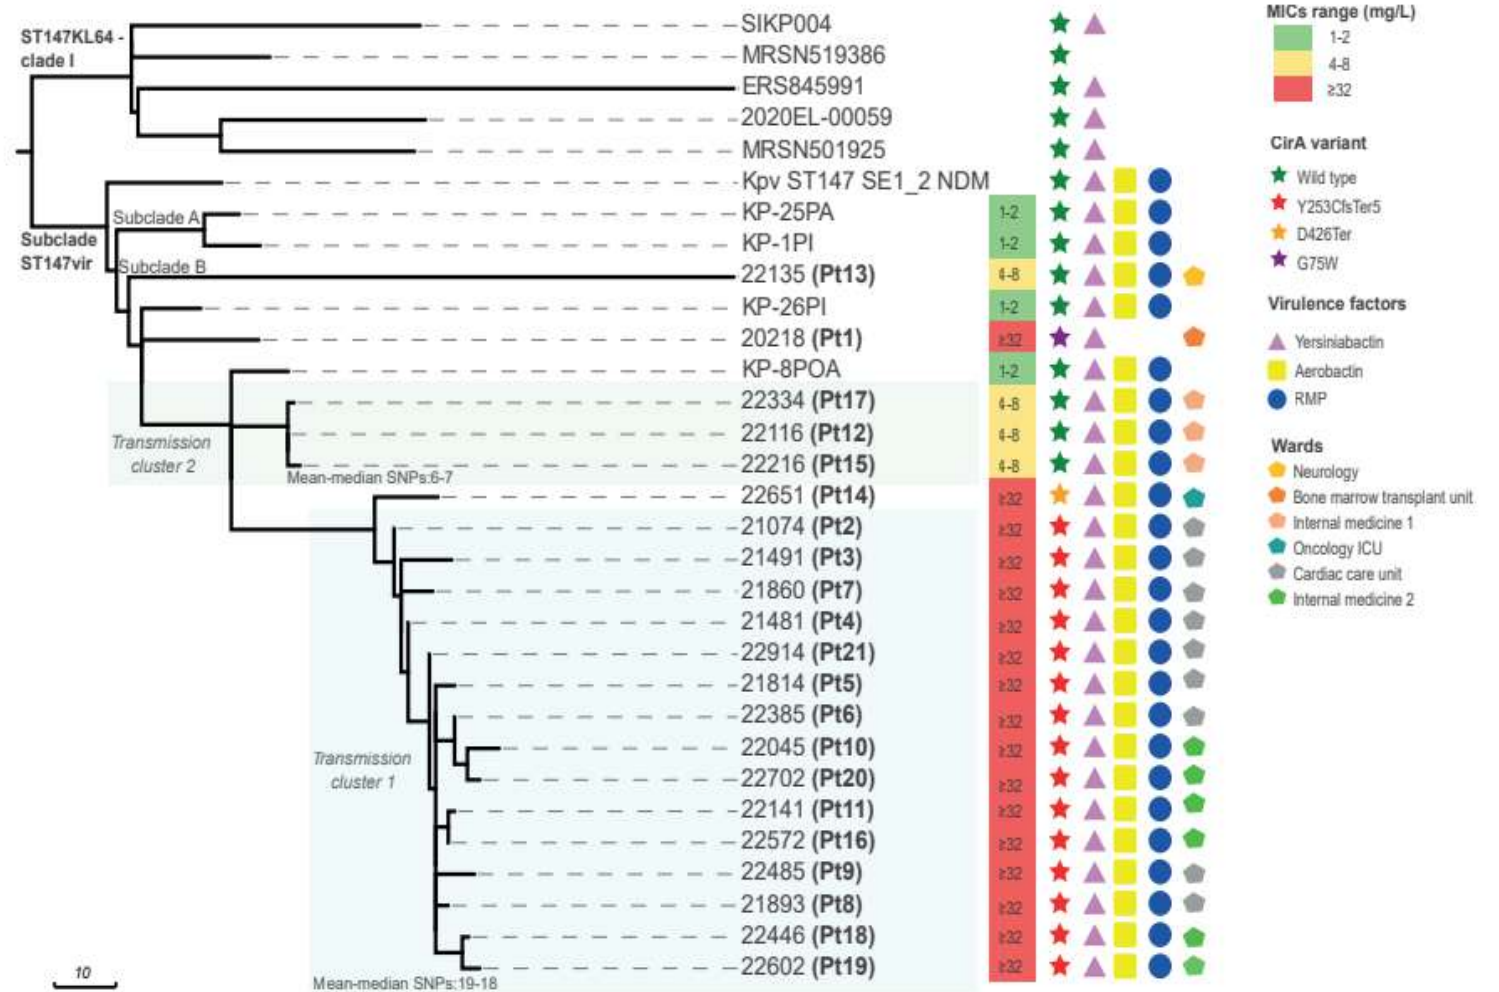 ST147KL64 -
clade I
Subclade
ST147vir
Subclade A
Subclade B
Transmission
cluster 2
Mean-median SNPs:6-7
Transmission
cluster 1
Mean-median SNPs:19-18
10
SIKP004
MRSN519386
ERS845991
2020EL-00059
MRSN501925
Kpv ST147 SE1_2 NDM
KP-25PA 1-2
KP-1PI 1-2
22135 (Pt13) 4-8
KP-26PI 1-2
20218 (Pt1) ≥32
KP-8POA 1-2
22334 (Pt17) 4-8
22116 (Pt12) 4-8
22216 (Pt15) 4-8
22651 (Pt14) ≥32
21074 (Pt2) ≥32
21491 (Pt3) ≥32
21860 (Pt7) ≥32
21481 (Pt4) ≥32
22914 (Pt21) ≥32
21814 (Pt5) ≥32
22385 (Pt6) ≥32
22045 (Pt10) ≥32
22702 (Pt20) ≥32
22141 (Pt11) ≥32
22572 (Pt16) ≥32
22485 (Pt9) ≥32
21893 (Pt8) ≥32
22446 (Pt18) ≥32
22602 (Pt19) ≥32
MICs range (mg/L)
1-2
4-8
≥32
CirA variant
Wild type
Y253CfsTer5
D426Ter
G75W
Virulence factors
Yersiniabactin
Aerobactin
RMP
Wards
Neurology
Bone marrow transplant unit
Internal medicine 1
Oncology ICU
Cardiac care unit
Internal medicine 2